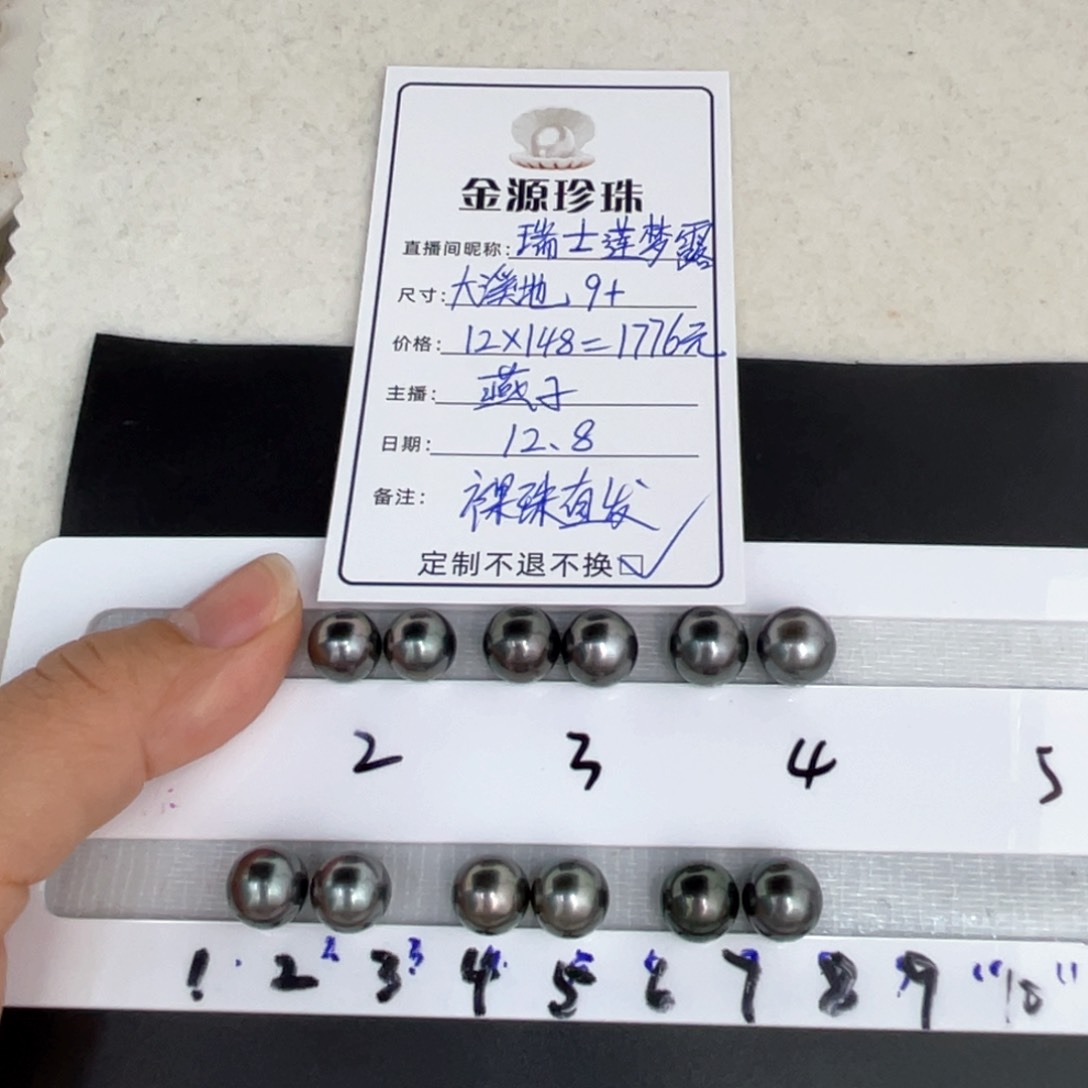 金源珍珠
直播间昵称:瑞士莲梦露
尺寸:大溪地、9+
价格:12×148=1776元
主播:燕子
日期:12、8
备注:裸珠直发
定制不退不换☑
2 3 4 5
1 2 3 4 5 6 7 8 9 "10"